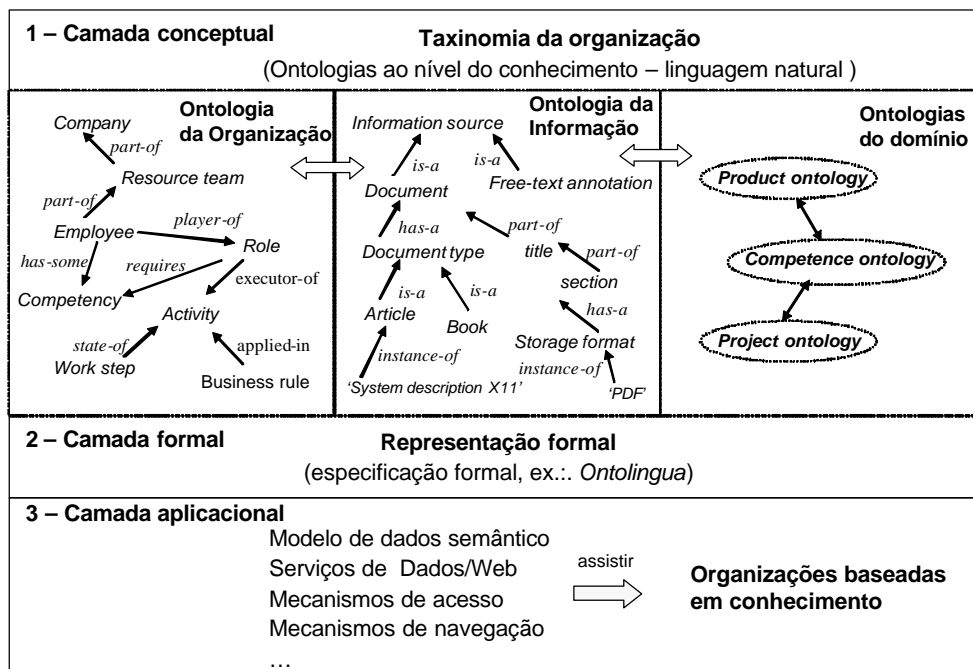 1 – Camada conceptual
Taxinomia da organização
(Ontologias ao nível do conhecimento – linguagem natural )
Ontologia
da Organização
Company
part-of
Resource team
part-of
Employee
player-of
Role
has-some
requires
executor-of
Competency
Activity
state-of
applied-in
Work step
Business rule
Ontologia da
Informação
Information source
is-a
is-a
Document
Free-text annotation
has-a
part-of
Document type
title
part-of
is-a
is-a
section
Article
Book
has-a
Storage format
instance-of
instance-of
‘System description X11’
‘PDF’
Ontologias
do domínio
Product ontology
Competence ontology
Project ontology
2 – Camada formal
Representação formal
(especificação formal, ex.:. Ontolingua)
3 – Camada aplicacional
Modelo de dados semântico
Serviços de Dados/Web
Mecanismos de acesso
Mecanismos de navegação
...
assistir
Organizações baseadas
em conhecimento